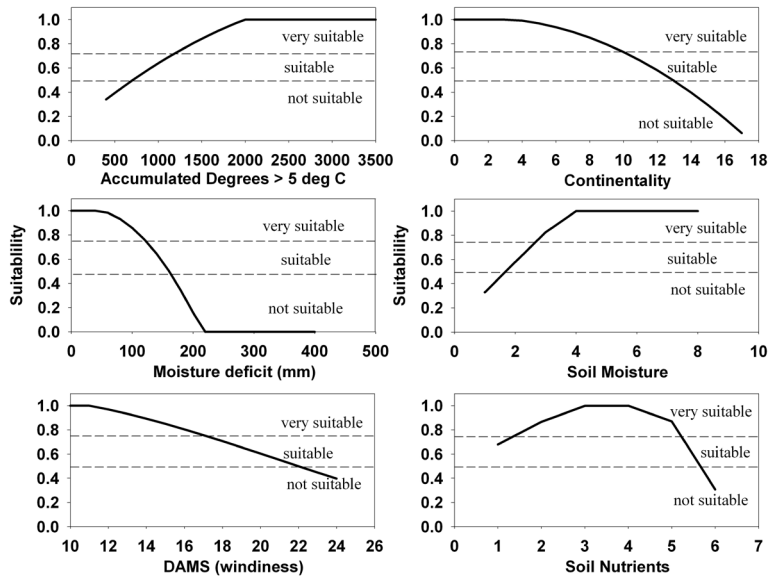 1.0
0.8
0.6
0.4
0.2
0.0
very suitable
suitable
not suitable
0 500 1000 1500 2000 2500 3000 3500
Accumulated Degrees > 5 deg C
1.0
0.8
0.6
0.4
0.2
0.0
very suitable
suitable
not suitable
0 2 4 6 8 10 12 14 16 18
Continentality
Suitablility
1.0
0.8
0.6
0.4
0.2
0.0
very suitable
suitable
not suitable
0 100 200 300 400 500
Moisture deficit (mm)
Suitablility
1.0
0.8
0.6
0.4
0.2
0.0
very suitable
suitable
not suitable
0 2 4 6 8 10
Soil Moisture
1.0
0.8
0.6
0.4
0.2
0.0
very suitable
suitable
not suitable
10 12 14 16 18 20 22 24 26
DAMS (windiness)
1.0
0.8
0.6
0.4
0.2
0.0
very suitable
suitable
not suitable
0 1 2 3 4 5 6 7
Soil Nutrients